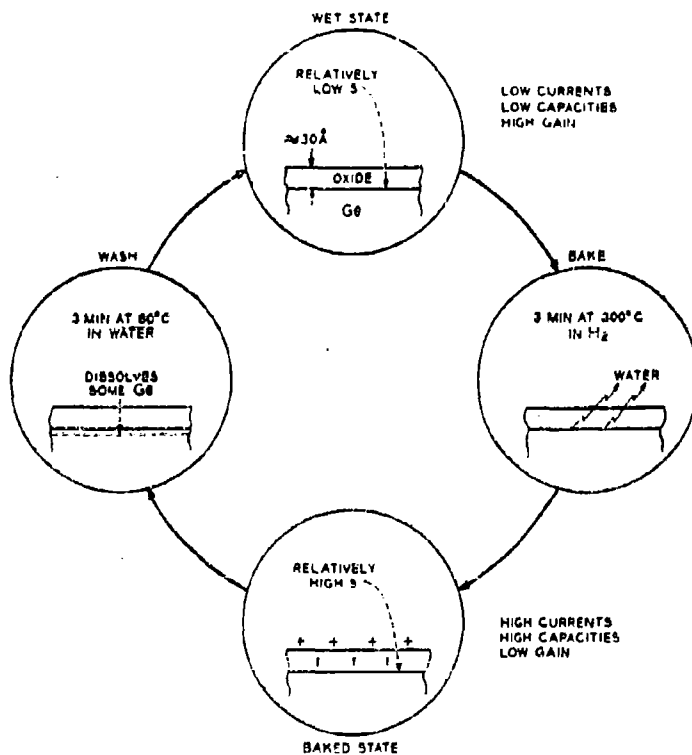 WET STATE
RELATIVELY
LOW S
≈30Å
OXIDE
Ge
LOW CURRENTS
LOW CAPACITIES
HIGH GAIN
BAKE
3 MIN AT 300°C
IN H2
WATER
RELATIVELY
HIGH S
+ + + +
BAKED STATE
HIGH CURRENTS
HIGH CAPACITIES
LOW GAIN
WASH
3 MIN AT 60°C
IN WATER
DISSOLVES
SOME Ge